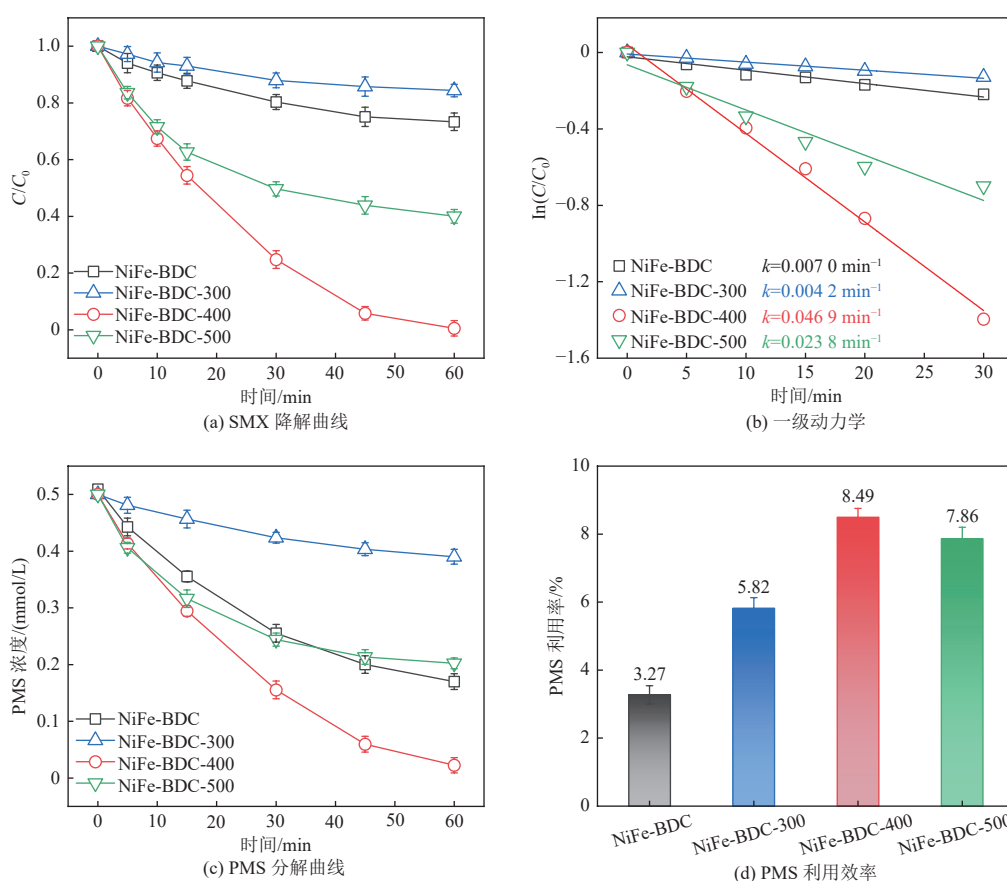 1.0
0.8
0.6
0.4
0.2
0
C/C0
NiFe-BDC
NiFe-BDC-300
NiFe-BDC-400
NiFe-BDC-500
0 10 20 30 40 50 60
时间/min
(a) SMX 降解曲线
0
−0.4
−0.8
−1.2
−1.6
ln(C/C0)
NiFe-BDC k=0.007 0 min−1
NiFe-BDC-300 k=0.004 2 min−1
NiFe-BDC-400 k=0.046 9 min−1
NiFe-BDC-500 k=0.023 8 min−1
0 5 10 15 20 25 30
时间/min
(b) 一级动力学
0.5
0.4
0.3
0.2
0.1
0
PMS 浓度/(mmol/L)
NiFe-BDC
NiFe-BDC-300
NiFe-BDC-400
NiFe-BDC-500
0 10 20 30 40 50 60
时间/min
(c) PMS 分解曲线
10
8
6
4
2
0
PMS 利用率/%
3.27
5.82
8.49
7.86
NiFe-BDC
NiFe-BDC-300
NiFe-BDC-400
NiFe-BDC-500
(d) PMS 利用效率